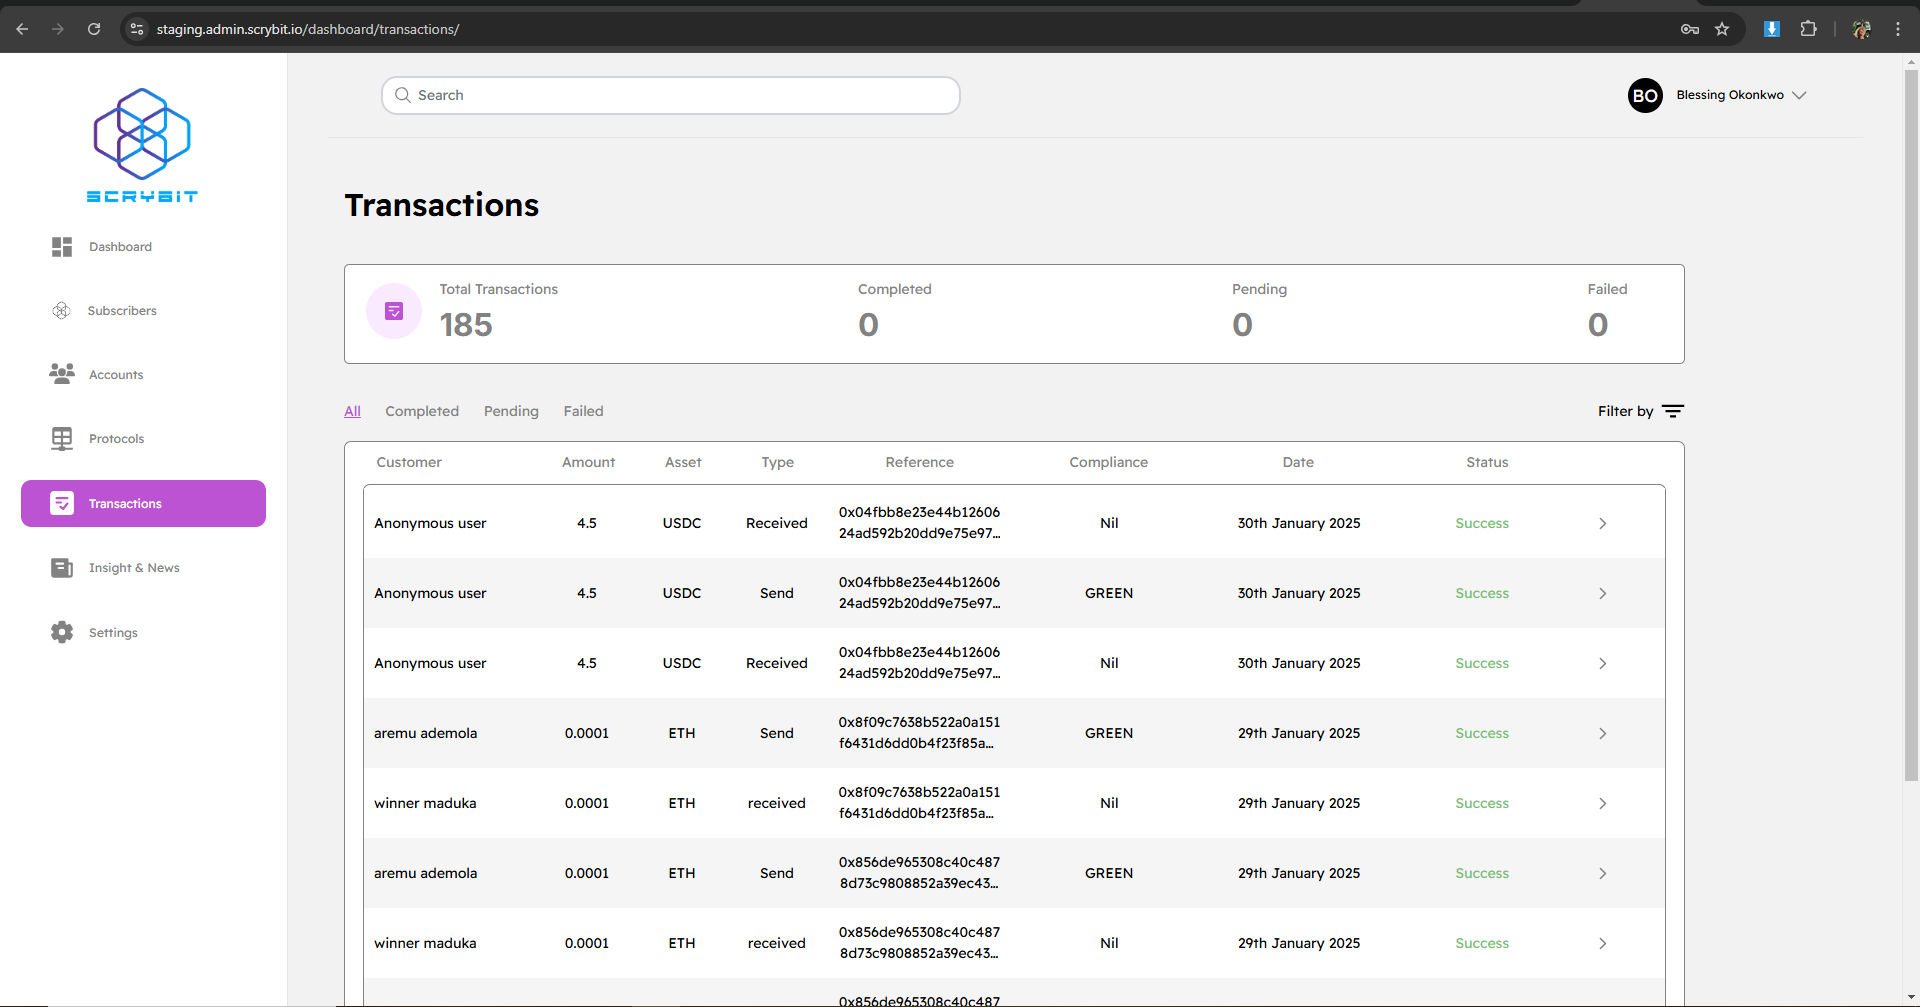 staging.admin.scrybit.io/dashboard/transactions/
SCRYBIT
Search
BO Blessing Okonkwo
Dashboard
Subscribers
Accounts
Protocols
Transactions
Insight & News
Settings
Transactions
Total Transactions Completed Pending Failed
185 0 0 0
All Completed Pending Failed Filter by
Customer Amount Asset Type Reference Compliance Date Status
Anonymous user 4.5 USDC Received 0x04fbb8e23e44b12606 Nil 30th January 2025 Success
24ad592b20dd9e75e97...
Anonymous user 4.5 USDC Send 0x04fbb8e23e44b12606 GREEN 30th January 2025 Success
24ad592b20dd9e75e97...
Anonymous user 4.5 USDC Received 0x04fbb8e23e44b12606 Nil 30th January 2025 Success
24ad592b20dd9e75e97...
aremu ademola 0.0001 ETH Send 0x8f09c7638b522a0a151 GREEN 29th January 2025 Success
f6431d6dd0b4f23f85a...
winner maduka 0.0001 ETH received 0x8f09c7638b522a0a151 Nil 29th January 2025 Success
f6431d6dd0b4f23f85a...
aremu ademola 0.0001 ETH Send 0x856de965308c40c487 GREEN 29th January 2025 Success
8d73c9808852a39ec43...
winner maduka 0.0001 ETH received 0x856de965308c40c487 Nil 29th January 2025 Success
8d73c9808852a39ec43...
0x856de965308c40c487